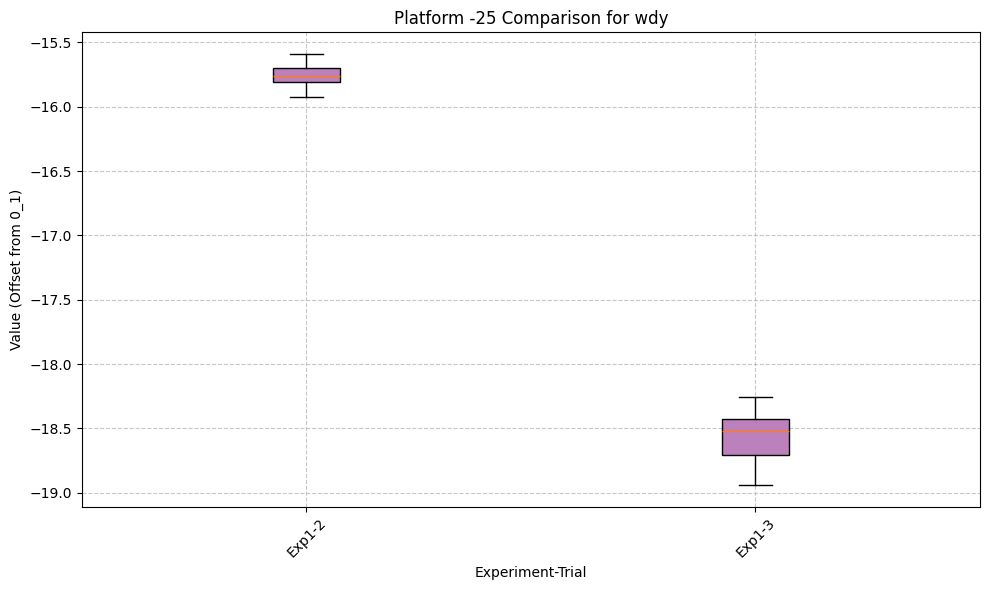 Platform -25 Comparison for wdy
Value (Offset from 0_1)
−15.5
−16.0
−16.5
−17.0
−17.5
−18.0
−18.5
−19.0
Exp1-2
Exp1-3
Experiment-Trial